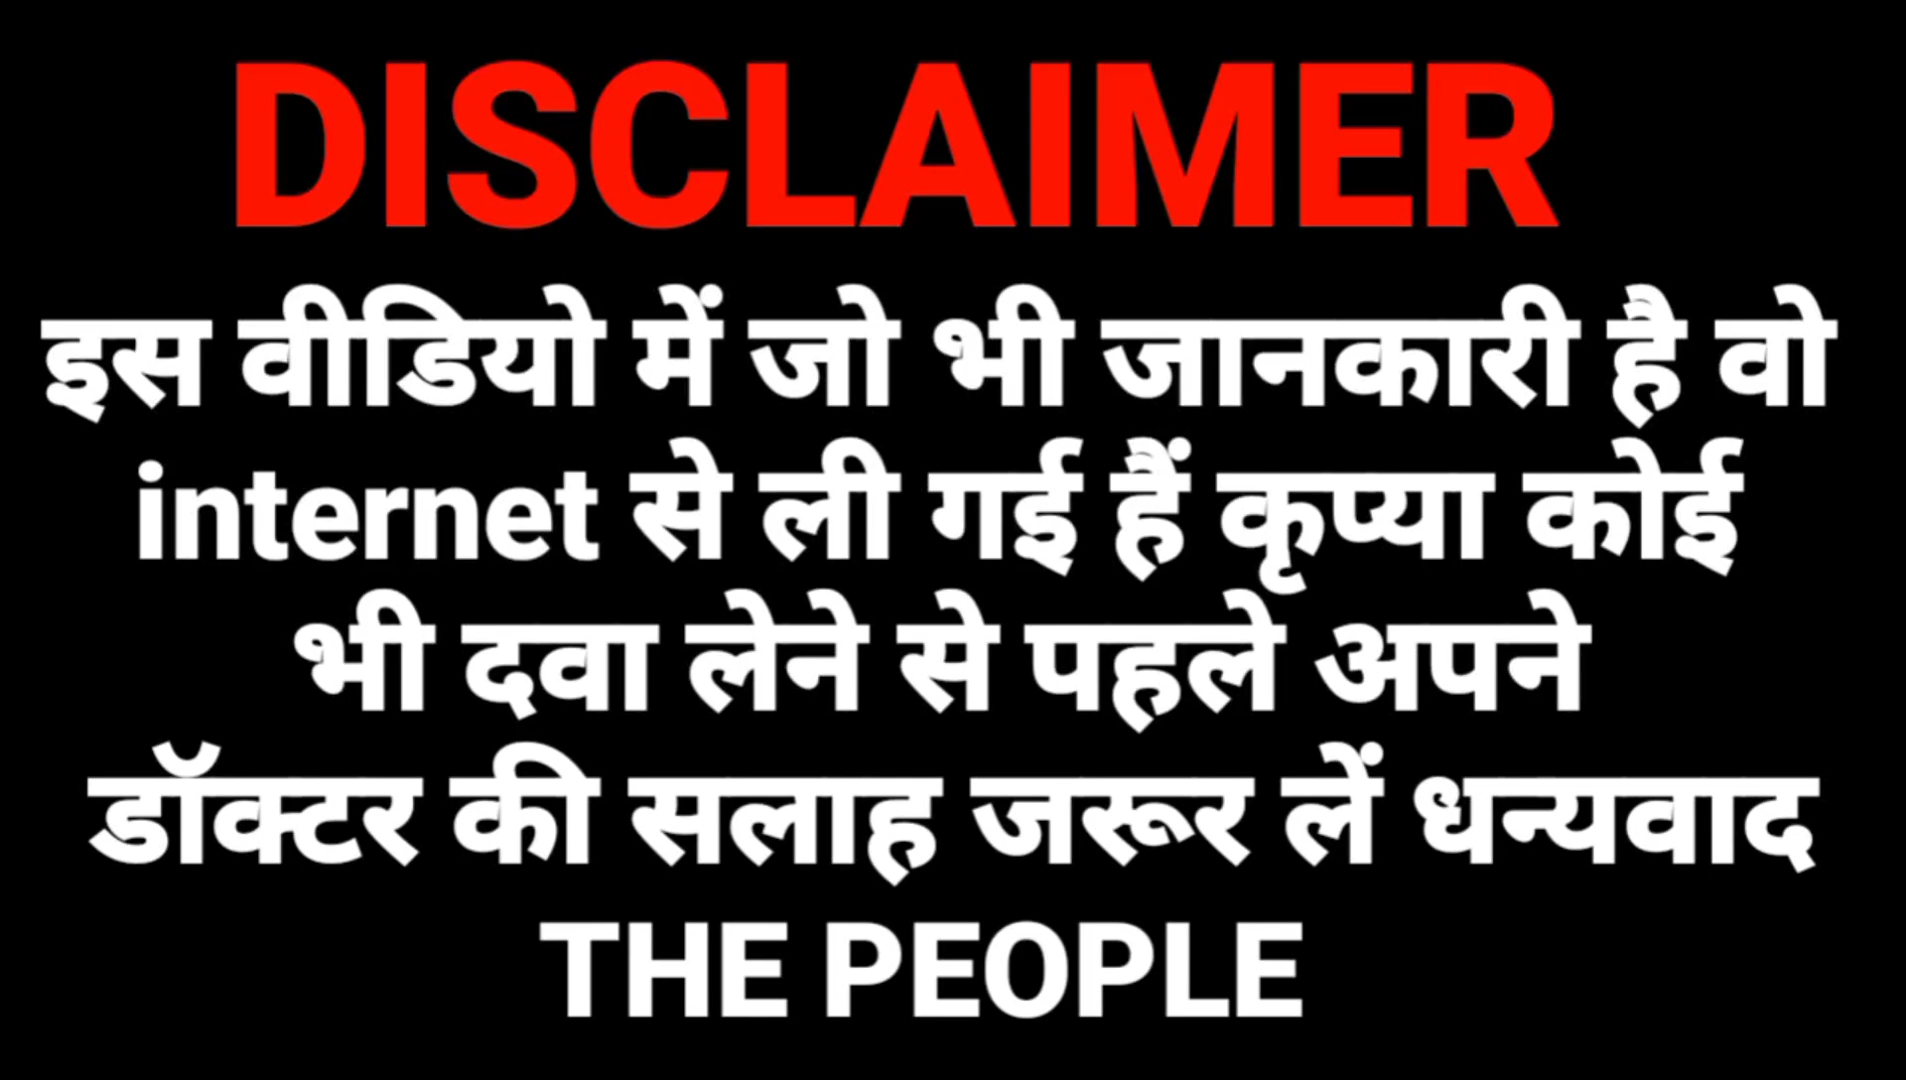 DISCLAIMER
इस वीडियो में जो भी जानकारी है वो
internet से ली गई हैं कृप्या कोई
भी दवा लेने से पहले अपने
डॉक्टर की सलाह जरूर लें धन्यवाद
THE PEOPLE